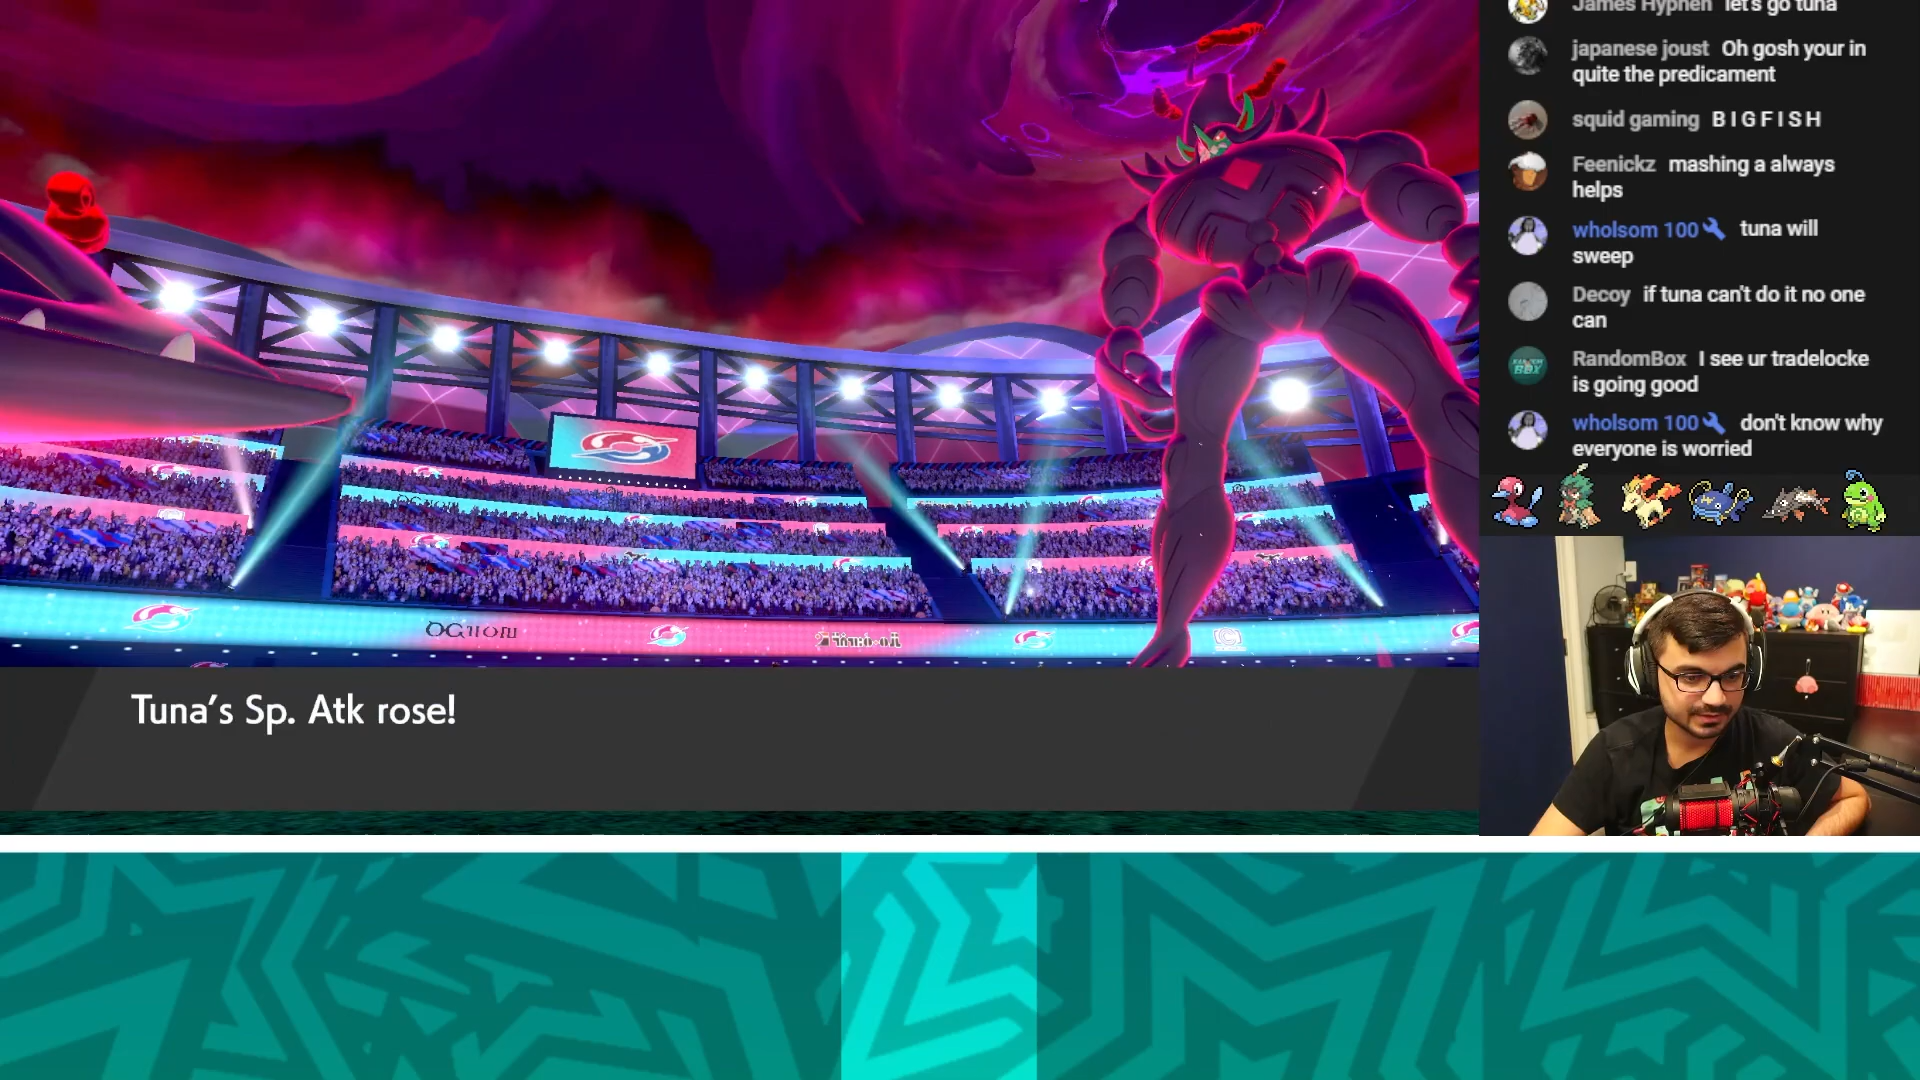 James Hyphen let's go tuna
japanese joust Oh gosh your in
quite the predicament
squid gaming B I G F I S H
Feenickz mashing a always
helps
wholsom 100 tuna will
sweep
Decoy if tuna can't do it no one
can
RandomBox I see ur tradelocke
is going good
wholsom 100 don't know why
everyone is worried
Tuna's Sp. Atk rose!